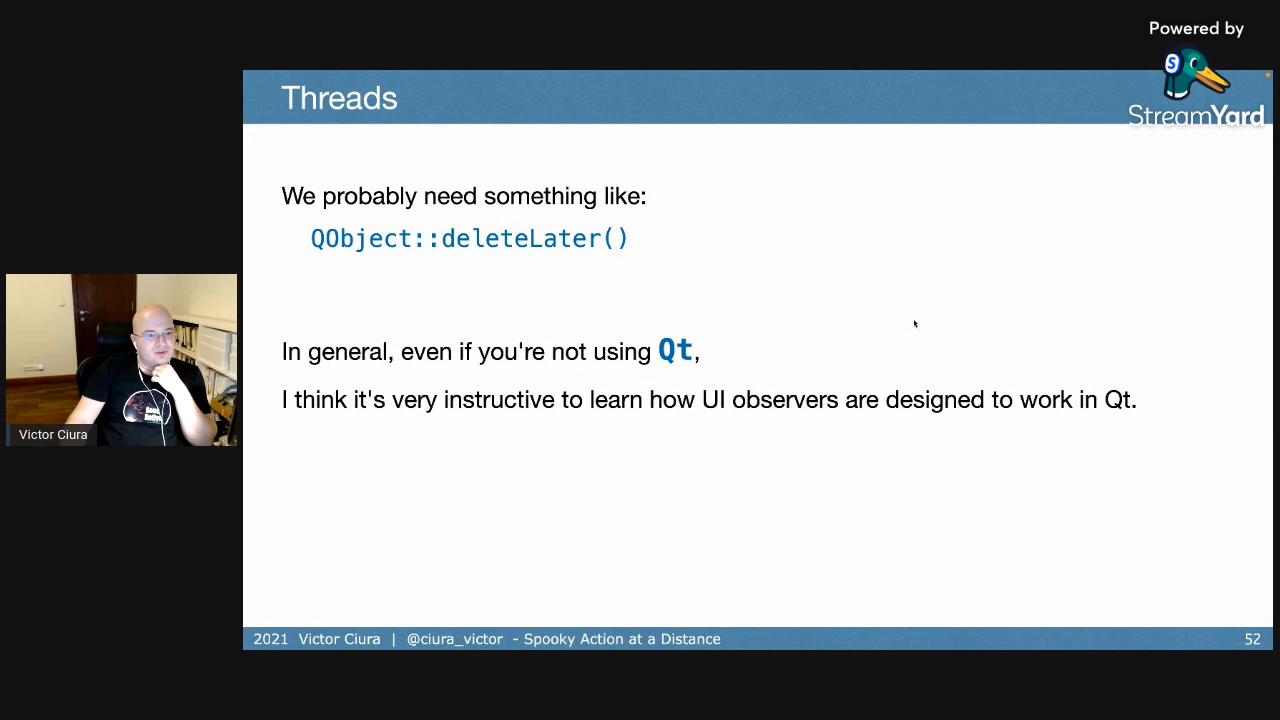 Powered by
S
StreamYard
Threads
We probably need something like:
QObject::deleteLater()
In general, even if you're not using Qt,
I think it's very instructive to learn how UI observers are designed to work in Qt.
Victor Ciura
2021 Victor Ciura | @ciura_victor - Spooky Action at a Distance
52